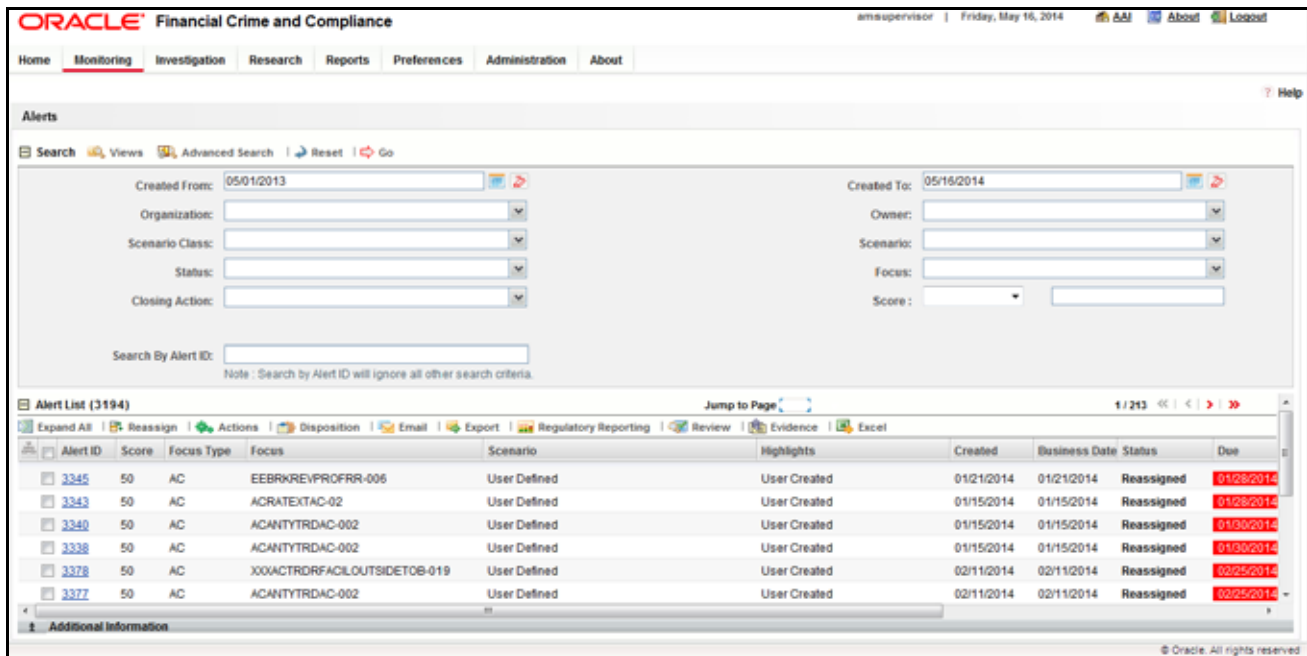 ORACLE Financial Crime and Compliance
amsupervisor | Friday, May 16, 2014 AAI About Logout
Home Monitoring Investigation Research Reports Preferences Administration About
? Help
Alerts
Search Views Advanced Search | Reset | Go
Created From: 05/01/2013 Created To: 05/16/2014
Organization: Owner:
Scenario Class: Scenario:
Status: Focus:
Closing Action: Score :
Search By Alert ID:
Note : Search by Alert ID will ignore all other search criteria.
Alert List (3194) Jump to Page 1 / 213
Expand All | Reassign | Actions | Disposition | Email | Export | Regulatory Reporting | Review | Evidence | Excel
Alert ID Score Focus Type Focus Scenario Highlights Created Business Date Status Due
3345 50 AC EEBRKREVPROFRR-006 User Defined User Created 01/21/2014 01/21/2014 Reassigned 01/28/2014
3343 50 AC ACRATEXTAC-02 User Defined User Created 01/15/2014 01/15/2014 Reassigned 01/28/2014
3340 50 AC ACANTYTRDAC-002 User Defined User Created 01/15/2014 01/15/2014 Reassigned 01/30/2014
3338 50 AC ACANTYTRDAC-002 User Defined User Created 01/15/2014 01/15/2014 Reassigned 01/30/2014
3378 50 AC XXXACTRDRFACILOUTSIDETOB-019 User Defined User Created 02/11/2014 02/11/2014 Reassigned 02/25/2014
3377 50 AC ACANTYTRDAC-002 User Defined User Created 02/11/2014 02/11/2014 Reassigned 02/25/2014
Additional Information
© Oracle. All rights reserved